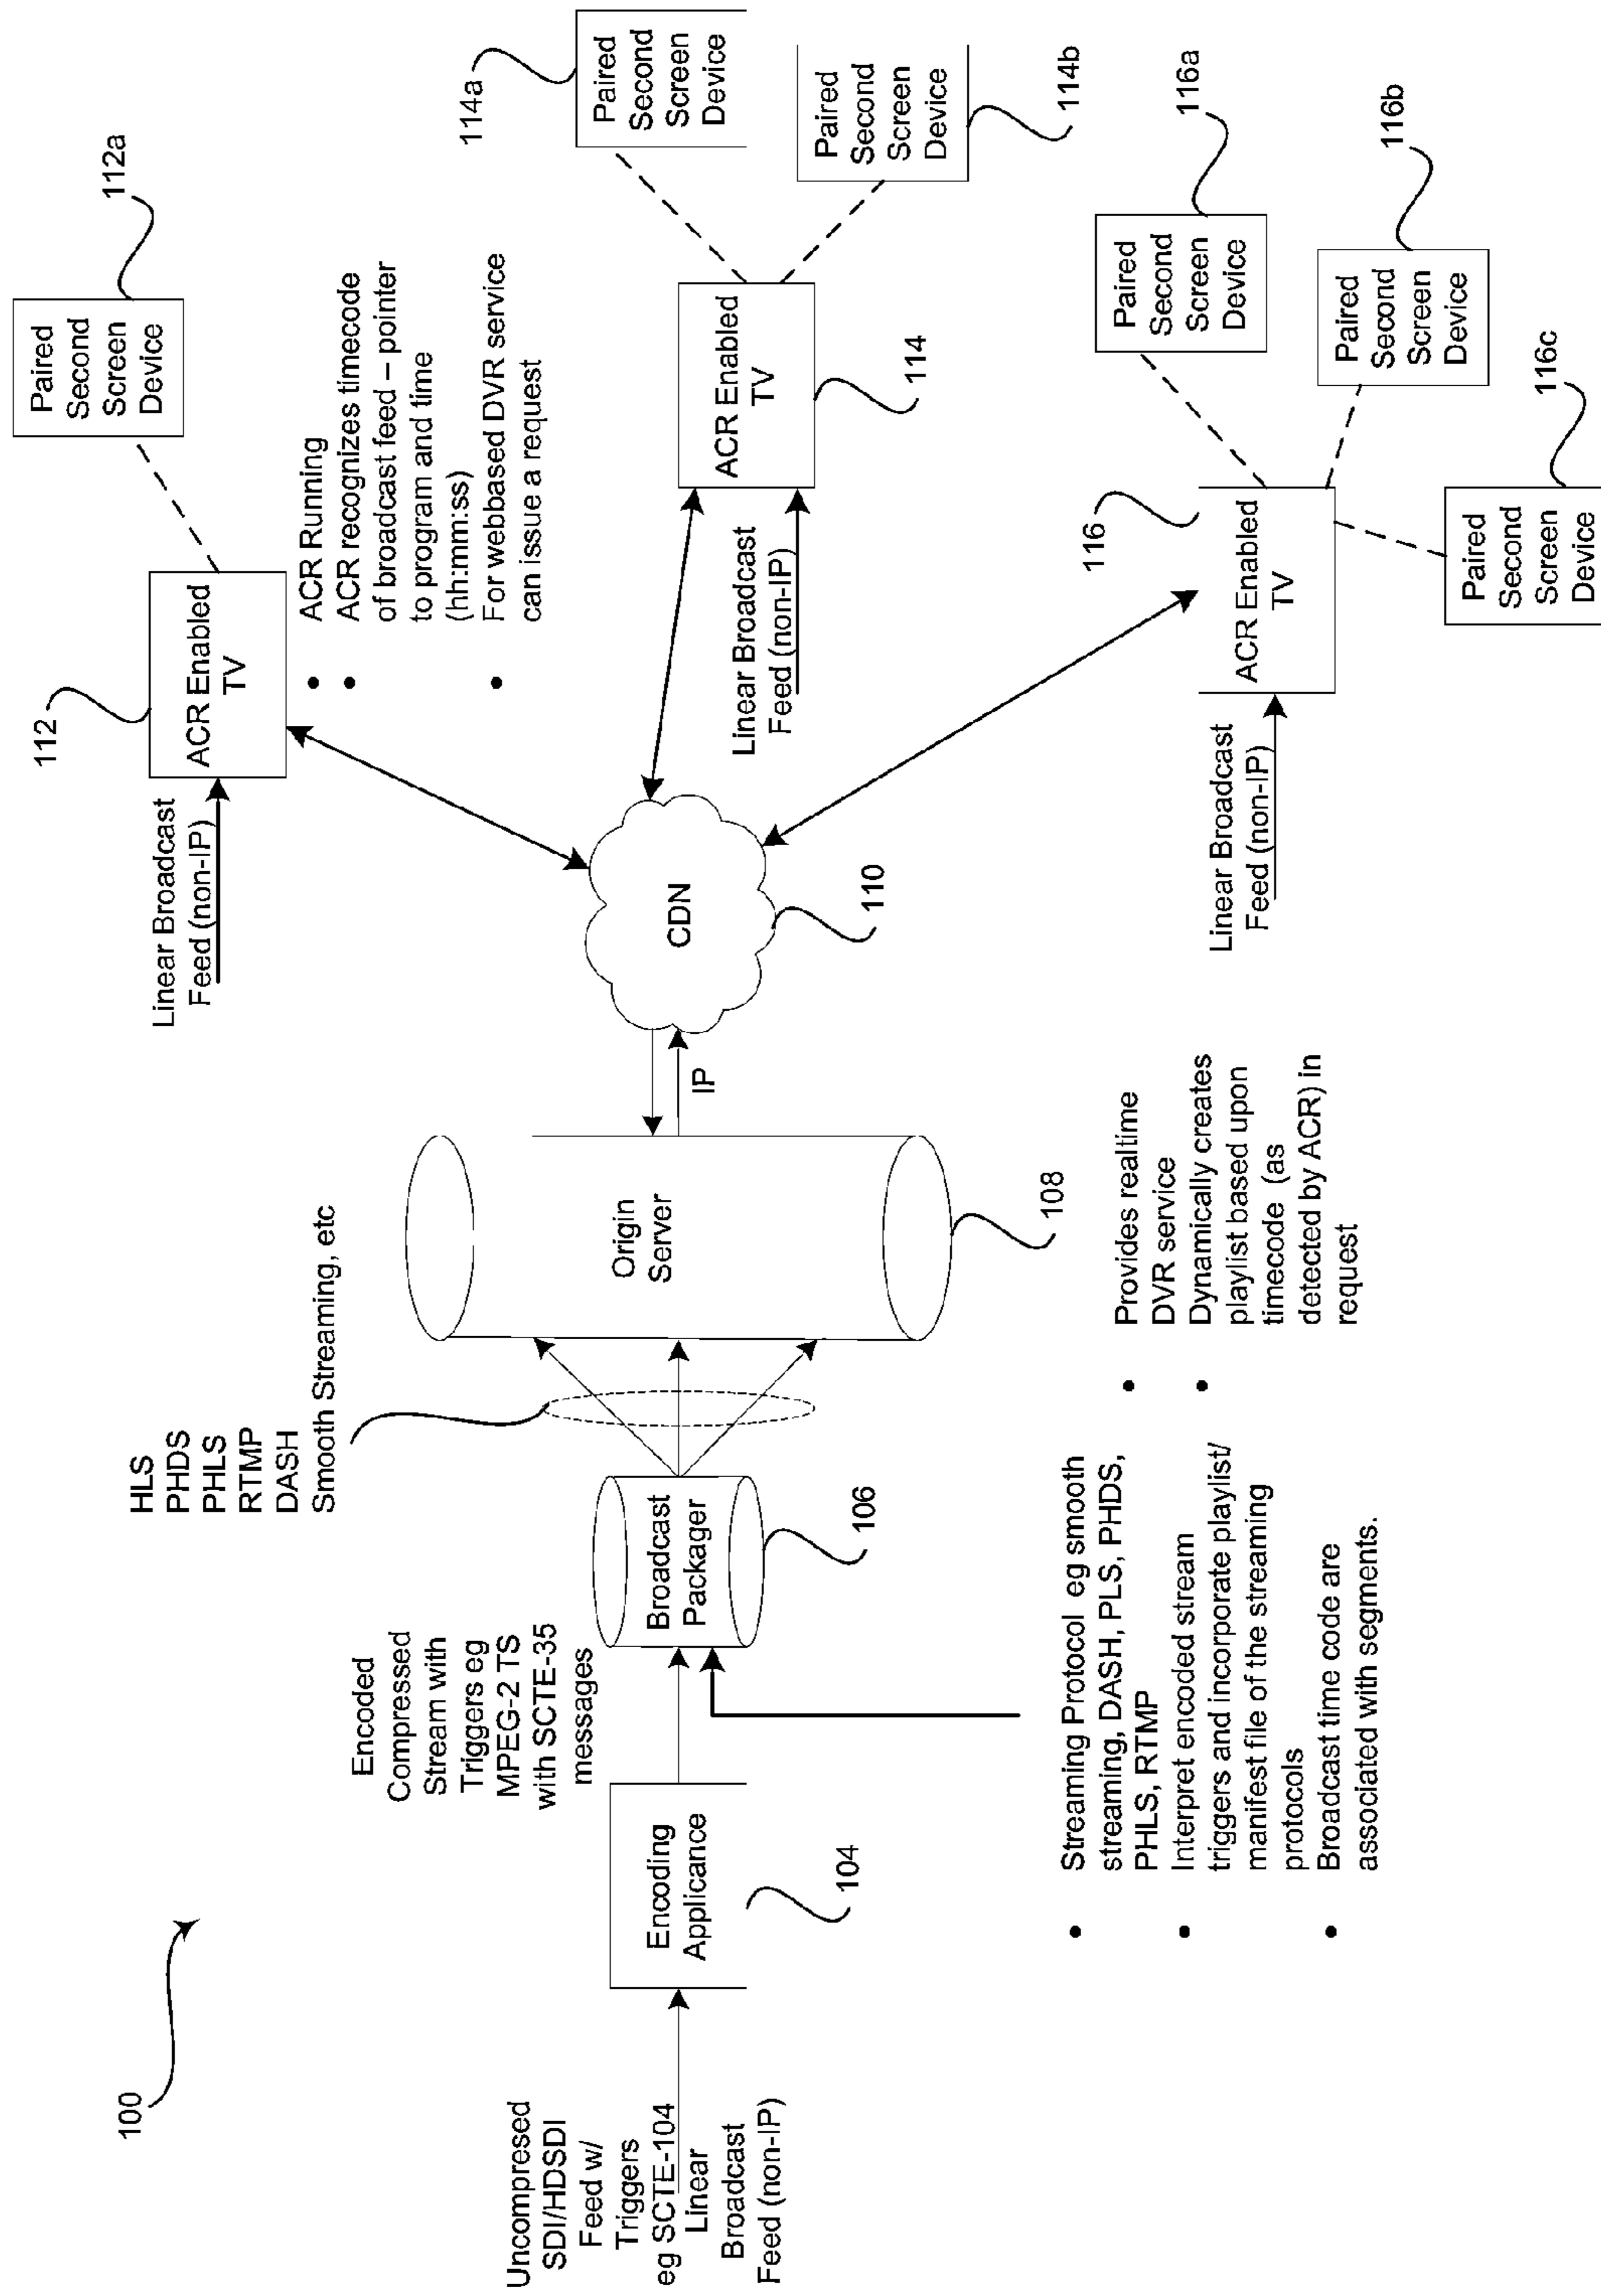 100
Uncompresed
SDI/HDSDI
Feed w/
Triggers
eg SCTE-104
Linear
Broadcast
Feed (non-IP)
Encoding
Applicance
104
Encoded
Compressed
Stream with
Triggers eg
MPEG-2 TS
with SCTE-35
messages
Broadcast
Packager
106
• Streaming Protocol eg smooth
streaming, DASH, PLS, PHDS,
PHLS, RTMP
• Interpret encoded stream
triggers and incorporate playlist/
manifest file of the streaming
protocols
• Broadcast time code are
associated with segments.
HLS
PHDS
PHLS
RTMP
DASH
Smooth Streaming, etc
Origin
Server
108
• Provides realtime
DVR service
• Dynamically creates
playlist based upon
timecode (as
detected by ACR) in
request
IP
CDN
110
Linear Broadcast
Feed (non-IP)
112
ACR Enabled
TV
• ACR Running
• ACR recognizes timecode
of broadcast feed – pointer
to program and time
(hh:mm:ss)
• For webbased DVR service
can issue a request
Paired
Second
Screen
Device
112a
Linear Broadcast
Feed (non-IP)
ACR Enabled
TV
114
114a
Paired
Second
Screen
Device
Paired
Second
Screen
Device
114b
Linear Broadcast
Feed (non-IP)
116
ACR Enabled
TV
Paired
Second
Screen
Device
116a
Paired
Second
Screen
Device
116b
Paired
Second
Screen
Device
116c